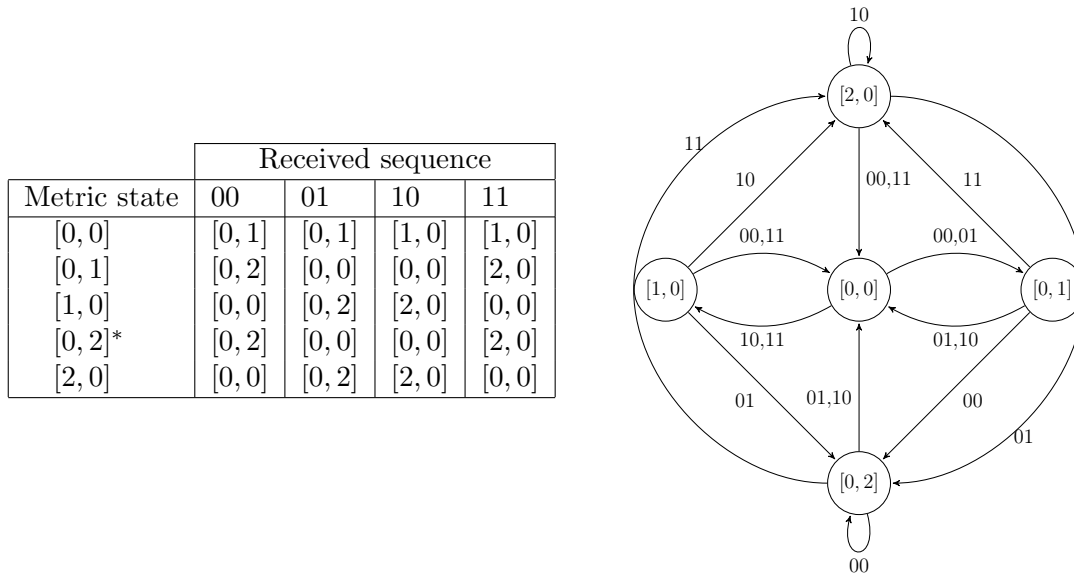 Received sequence
Metric state 00 01 10 11
[0, 0] [0, 1] [0, 1] [1, 0] [1, 0]
[0, 1] [0, 2] [0, 0] [0, 0] [2, 0]
[1, 0] [0, 0] [0, 2] [2, 0] [0, 0]
[0, 2]* [0, 2] [0, 0] [0, 0] [2, 0]
[2, 0] [0, 0] [0, 2] [2, 0] [0, 0]
10
[2, 0]
11
10
00,11
11
00,11
00,01
[1, 0]
[0, 0]
[0, 1]
10,11
01,10
01
01,10
00
01
[0, 2]
00